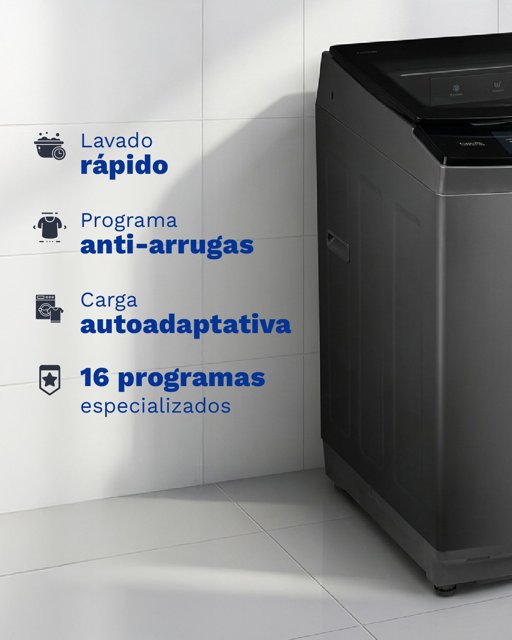 Lavado
rápido
Programa
anti-arrugas
Carga
autoadaptativa
16 programas
especializados